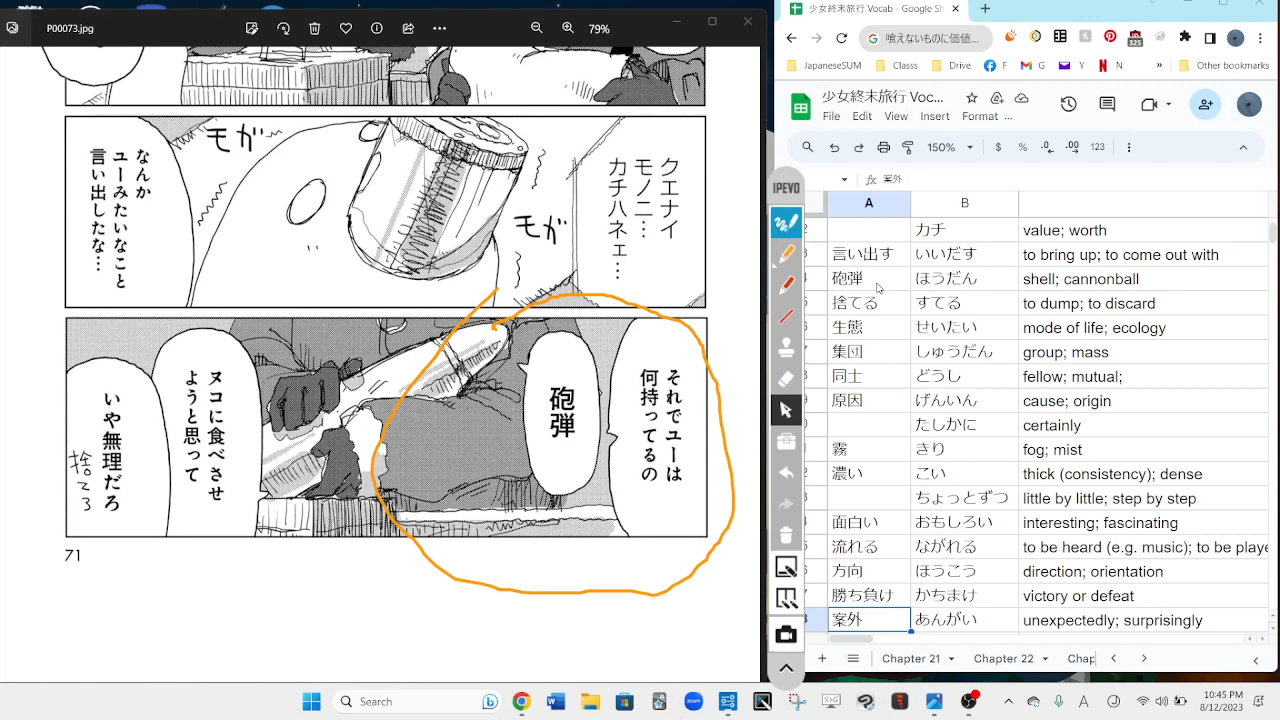 P00073.jpg
79%
モガ
クエナイ
モノニ…
カチハネェ…
モガ
なんか
ユーみたいなこと
言い出したな…
それでユーは
何持ってるの
砲弾
ヌコに食べさせ
ようと思って
いや無理だろ
捨てろ
71
少女終末旅行 Vocab - Google Sh
喰えないものに価値...
325
JapaneseSUM
Class
Drive
F
G
Y
N
»
Other bookmarks
少女終末旅行 Voc...
File
Edit
View
Insert
Format ...
150%
$
%
.0
.00
123
fx 案外
IPEVO
A
B
カチ
value; worth
言い出す
いいだす
to bring up; to come out with
砲弾
ほうだん
shell; cannonball
捨てる
すてる
to dump; to discard
生態
せいたい
mode of life; ecology
集団
しゅうだん
group; mass
同士
どうし
fellow; mutual;
原因
げんいん
cause; origin
たしかに
certainly
霧
きり
fog; mist
濃い
こい
thick (consistency); dense
ちょっとずつ
little by little; step by step
面白い
おもしろい
interesting; fascinating
流れる
ながれる
to be heard (e.g. music); to be playe
方向
ほうこう
direction; orientation
勝ち負け
かちまけ
victory or defeat
案外
あんがい
unexpectedly; surprisingly
Chapter 21
Chapter 22
Chap
Search
zoom
A
10:45 PM
8/12/2023